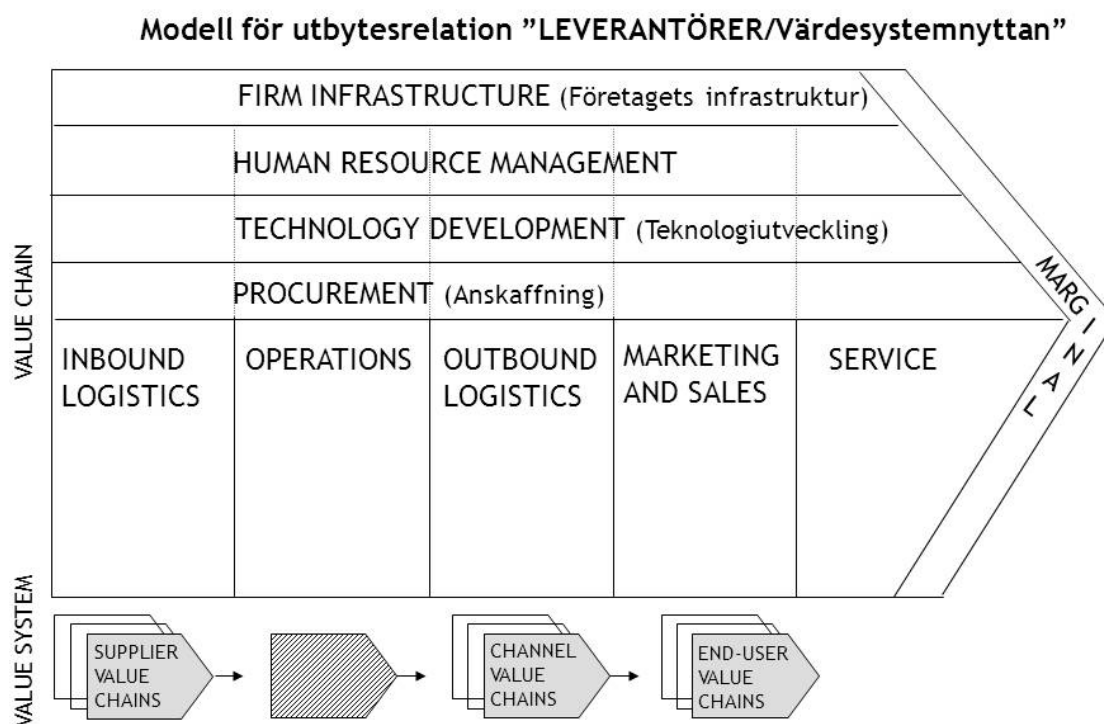 Modell för utbytesrelation ”LEVERANTÖRER/Värdesystemnyttan”
FIRM INFRASTRUCTURE (Företagets infrastruktur)
HUMAN RESOURCE MANAGEMENT
TECHNOLOGY DEVELOPMENT (Teknologiutveckling)
PROCUREMENT (Anskaffning)
VALUE CHAIN
MARGINAL
INBOUND
LOGISTICS
OPERATIONS
OUTBOUND
LOGISTICS
MARKETING
AND SALES
SERVICE
VALUE SYSTEM
SUPPLIER
VALUE
CHAINS
CHANNEL
VALUE
CHAINS
END-USER
VALUE
CHAINS